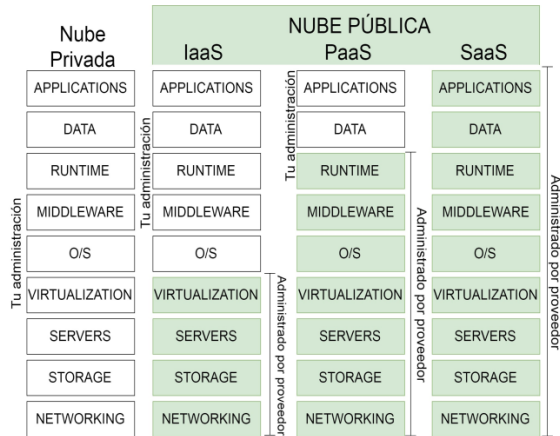 NUBE PÚBLICA
Nube
Privada
IaaS
PaaS
SaaS
APPLICATIONS
APPLICATIONS
APPLICATIONS
APPLICATIONS
DATA
DATA
DATA
DATA
RUNTIME
RUNTIME
RUNTIME
RUNTIME
MIDDLEWARE
MIDDLEWARE
MIDDLEWARE
MIDDLEWARE
O/S
O/S
O/S
O/S
VIRTUALIZATION
VIRTUALIZATION
VIRTUALIZATION
VIRTUALIZATION
SERVERS
SERVERS
SERVERS
SERVERS
STORAGE
STORAGE
STORAGE
STORAGE
NETWORKING
NETWORKING
NETWORKING
NETWORKING
Tu administración
Tu administración
Administrado por proveedor
Tu administración
Administrado por proveedor
Administrado por proveedor